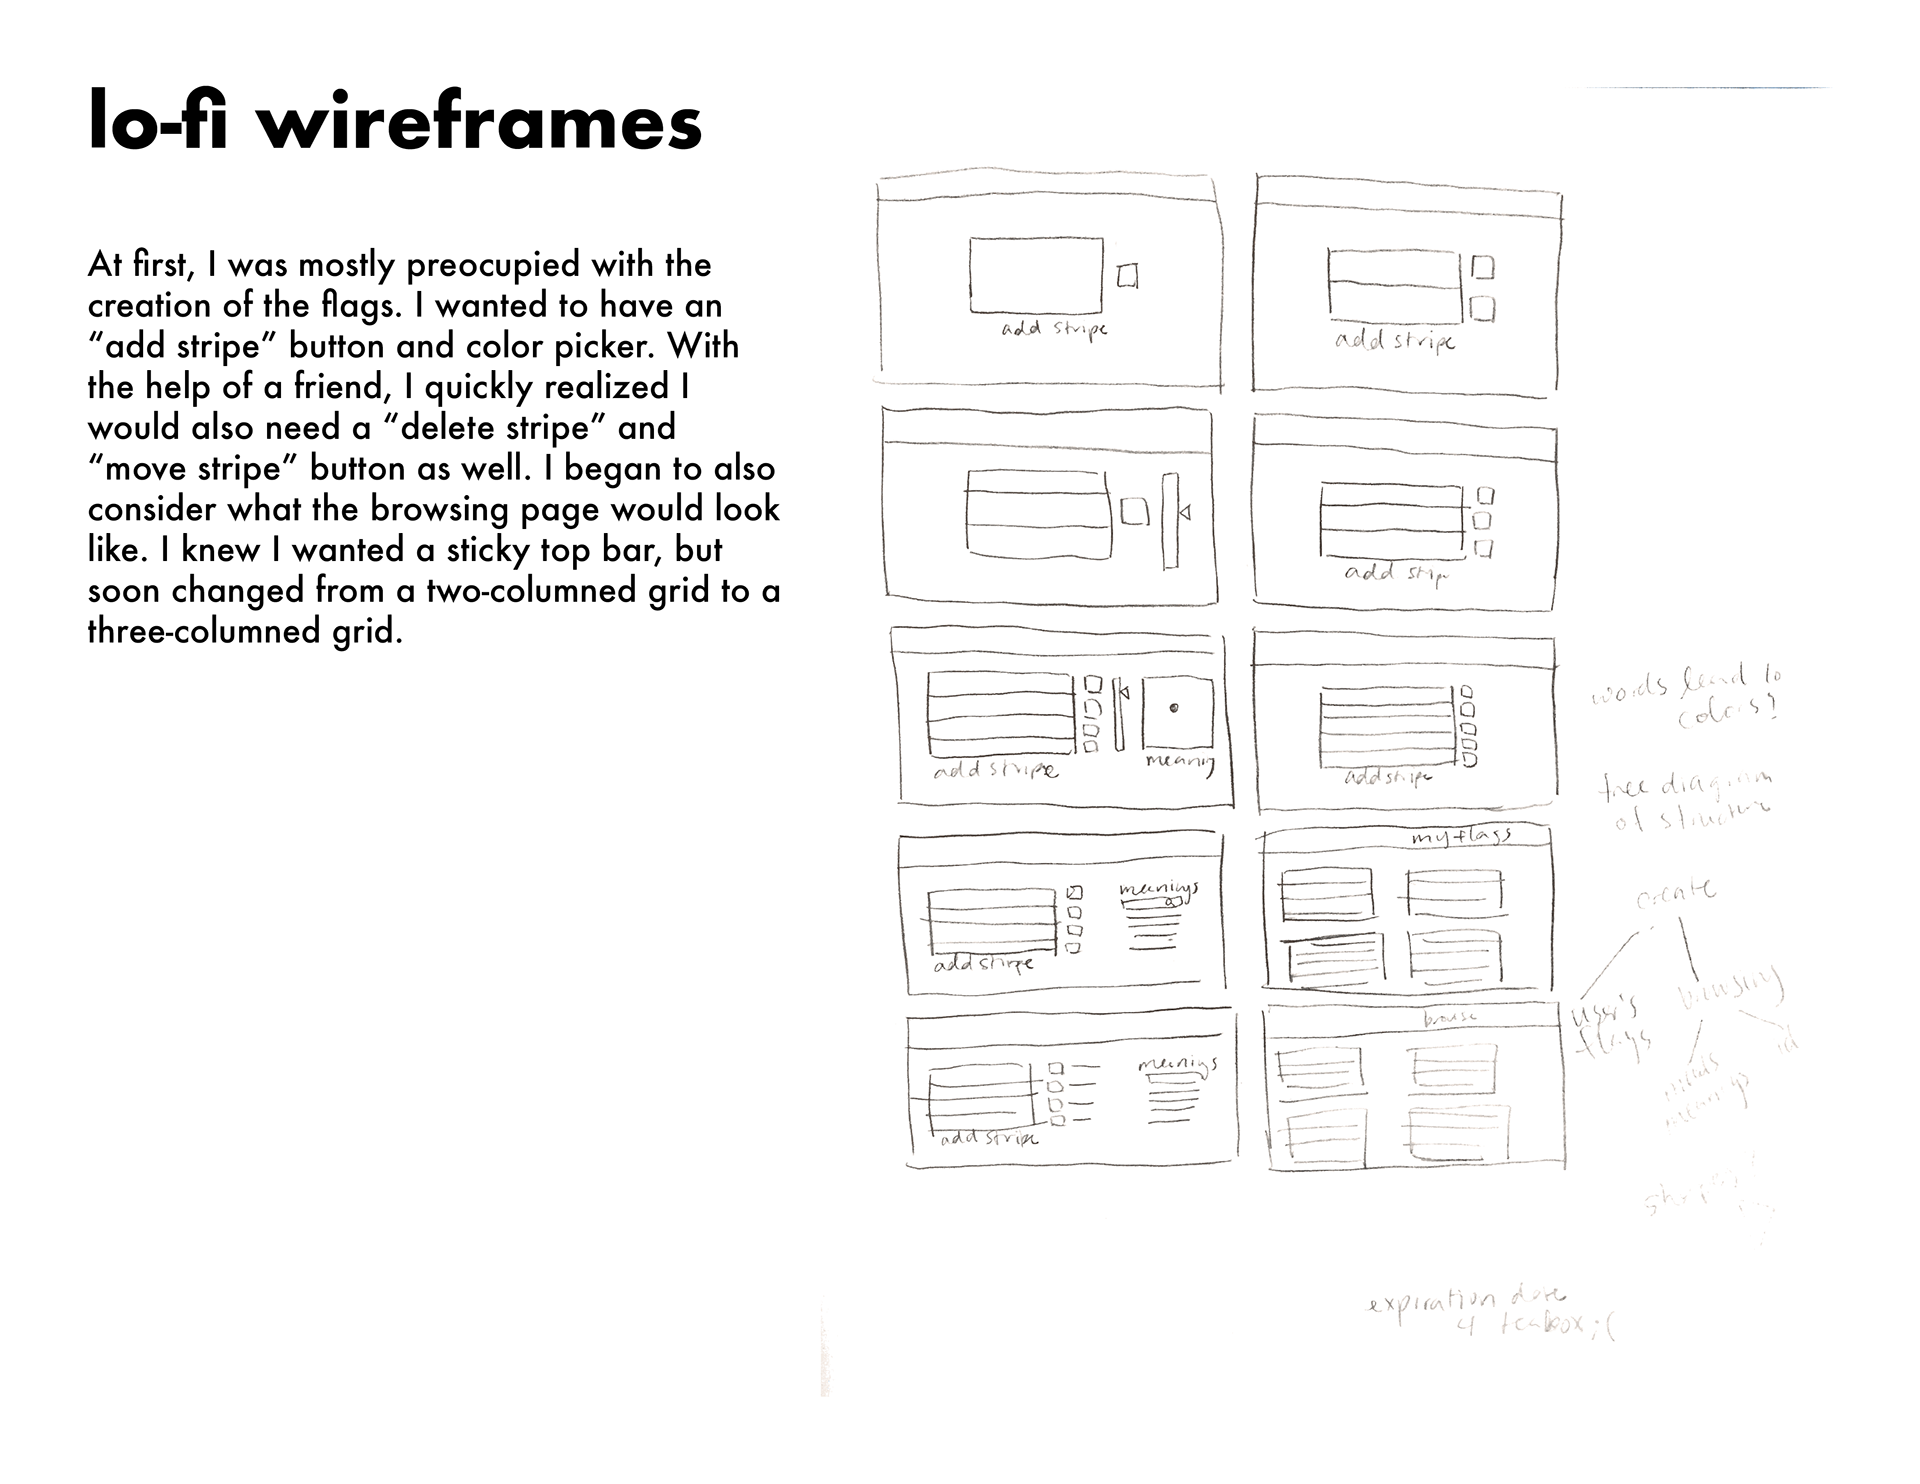 lo-fi wireframes
At first, I was mostly preocupied with the
creation of the flags. I wanted to have an
“add stripe” button and color picker. With
the help of a friend, I quickly realized I
would also need a “delete stripe” and
“move stripe” button as well. I began to also
consider what the browsing page would look
like. I knew I wanted a sticky top bar, but
soon changed from a two-columned grid to a
three-columned grid.
add stripe
add stripe
add strip
add stripe
meaning
add stripe
add stripe
meanings
my flags
add stripe
meanings
browse
words lead to
colors?
tree diagram
of structure
create
user's
flags
browsing
meanings
id
expiration date
4